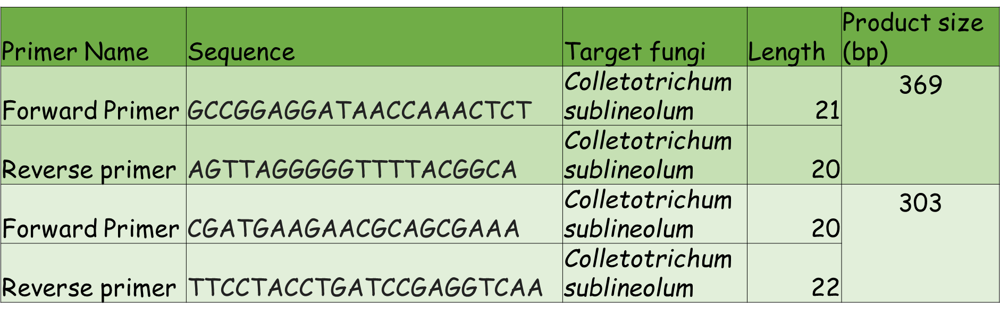 Primer Name Sequence Target fungi Length Product size (bp)
Forward Primer GCCGGAGGATAACCAAACTCT Colletotrichum sublineolum 21 369
Reverse primer AGTTAGGGGGTTTTACGGCA Colletotrichum sublineolum 20
Forward Primer CGATGAAGAACGCAGCGAAA Colletotrichum sublineolum 20 303
Reverse primer TTCCTACCTGATCCGAGGTCAA Colletotrichum sublineolum 22